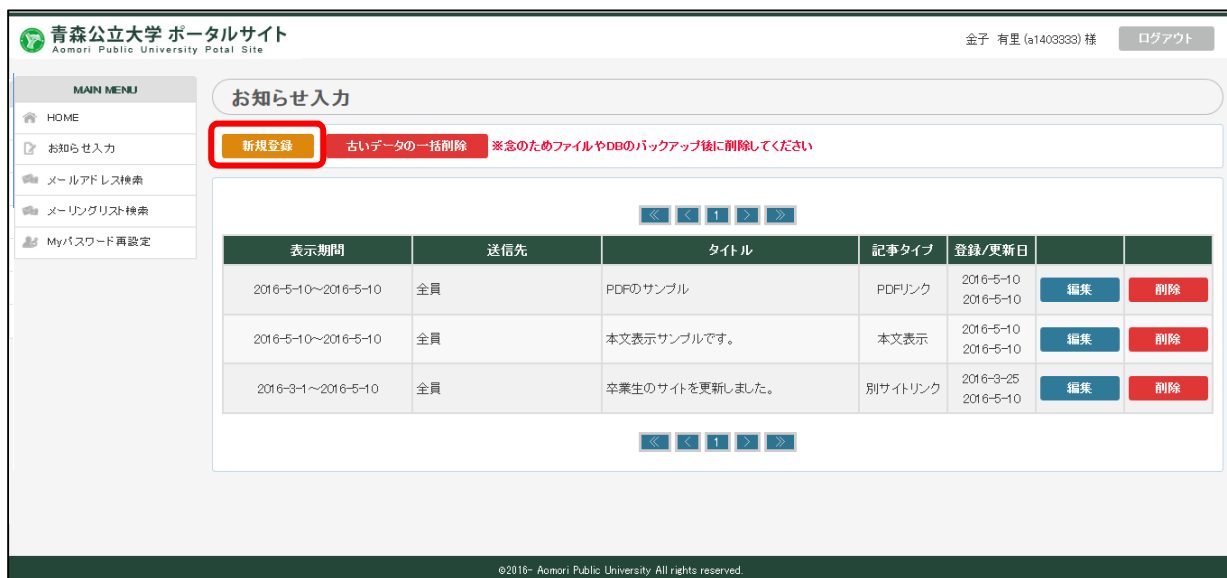 青森公立大学 ポータルサイト
Aomori Public University Potal Site
金子 有里 (a1403333) 様 ログアウト
MAIN MENU
HOME
お知らせ入力
メールアドレス検索
メーリングリスト検索
Myパスワード再設定
お知らせ入力
新規登録 古いデータの一括削除 ※念のためファイルやDBのバックアップ後に削除してください
≪ < 1 > ≫
表示期間 送信先 タイトル 記事タイプ 登録/更新日
2016-5-10~2016-5-10 全員 PDFのサンプル PDFリンク 2016-5-10 編集 削除
2016-5-10
2016-5-10~2016-5-10 全員 本文表示サンプルです。 本文表示 2016-5-10 編集 削除
2016-5-10
2016-3-1~2016-5-10 全員 卒業生のサイトを更新しました。 別サイトリンク 2016-3-25 編集 削除
2016-5-10
≪ < 1 > ≫
©2016- Aomori Public University All rights reserved.